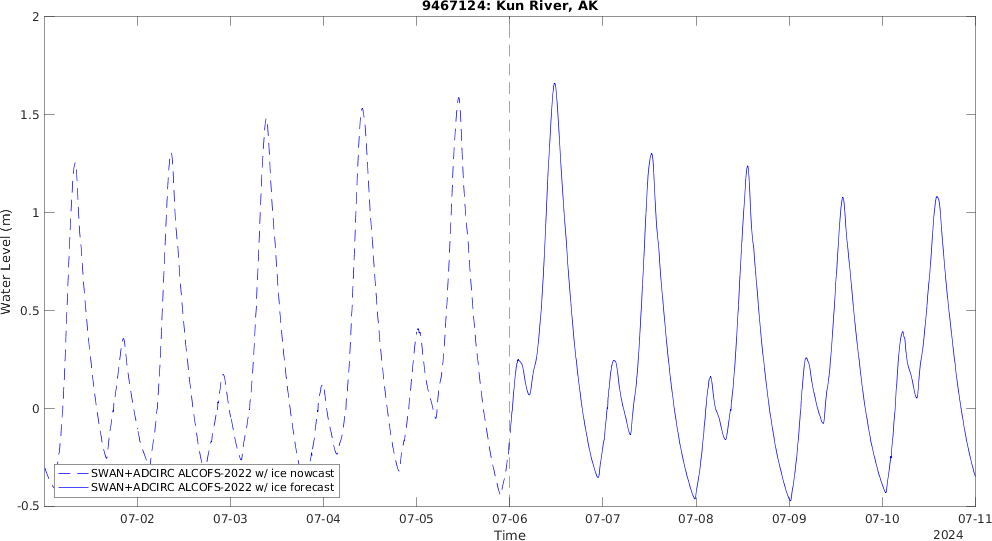 9467124: Kun River, AK
Water Level (m)
2
1.5
1
0.5
0
-0.5
SWAN+ADCIRC ALCOFS-2022 w/ ice nowcast
SWAN+ADCIRC ALCOFS-2022 w/ ice forecast
07-02 07-03 07-04 07-05 07-06 07-07 07-08 07-09 07-10 07-11
Time
2024